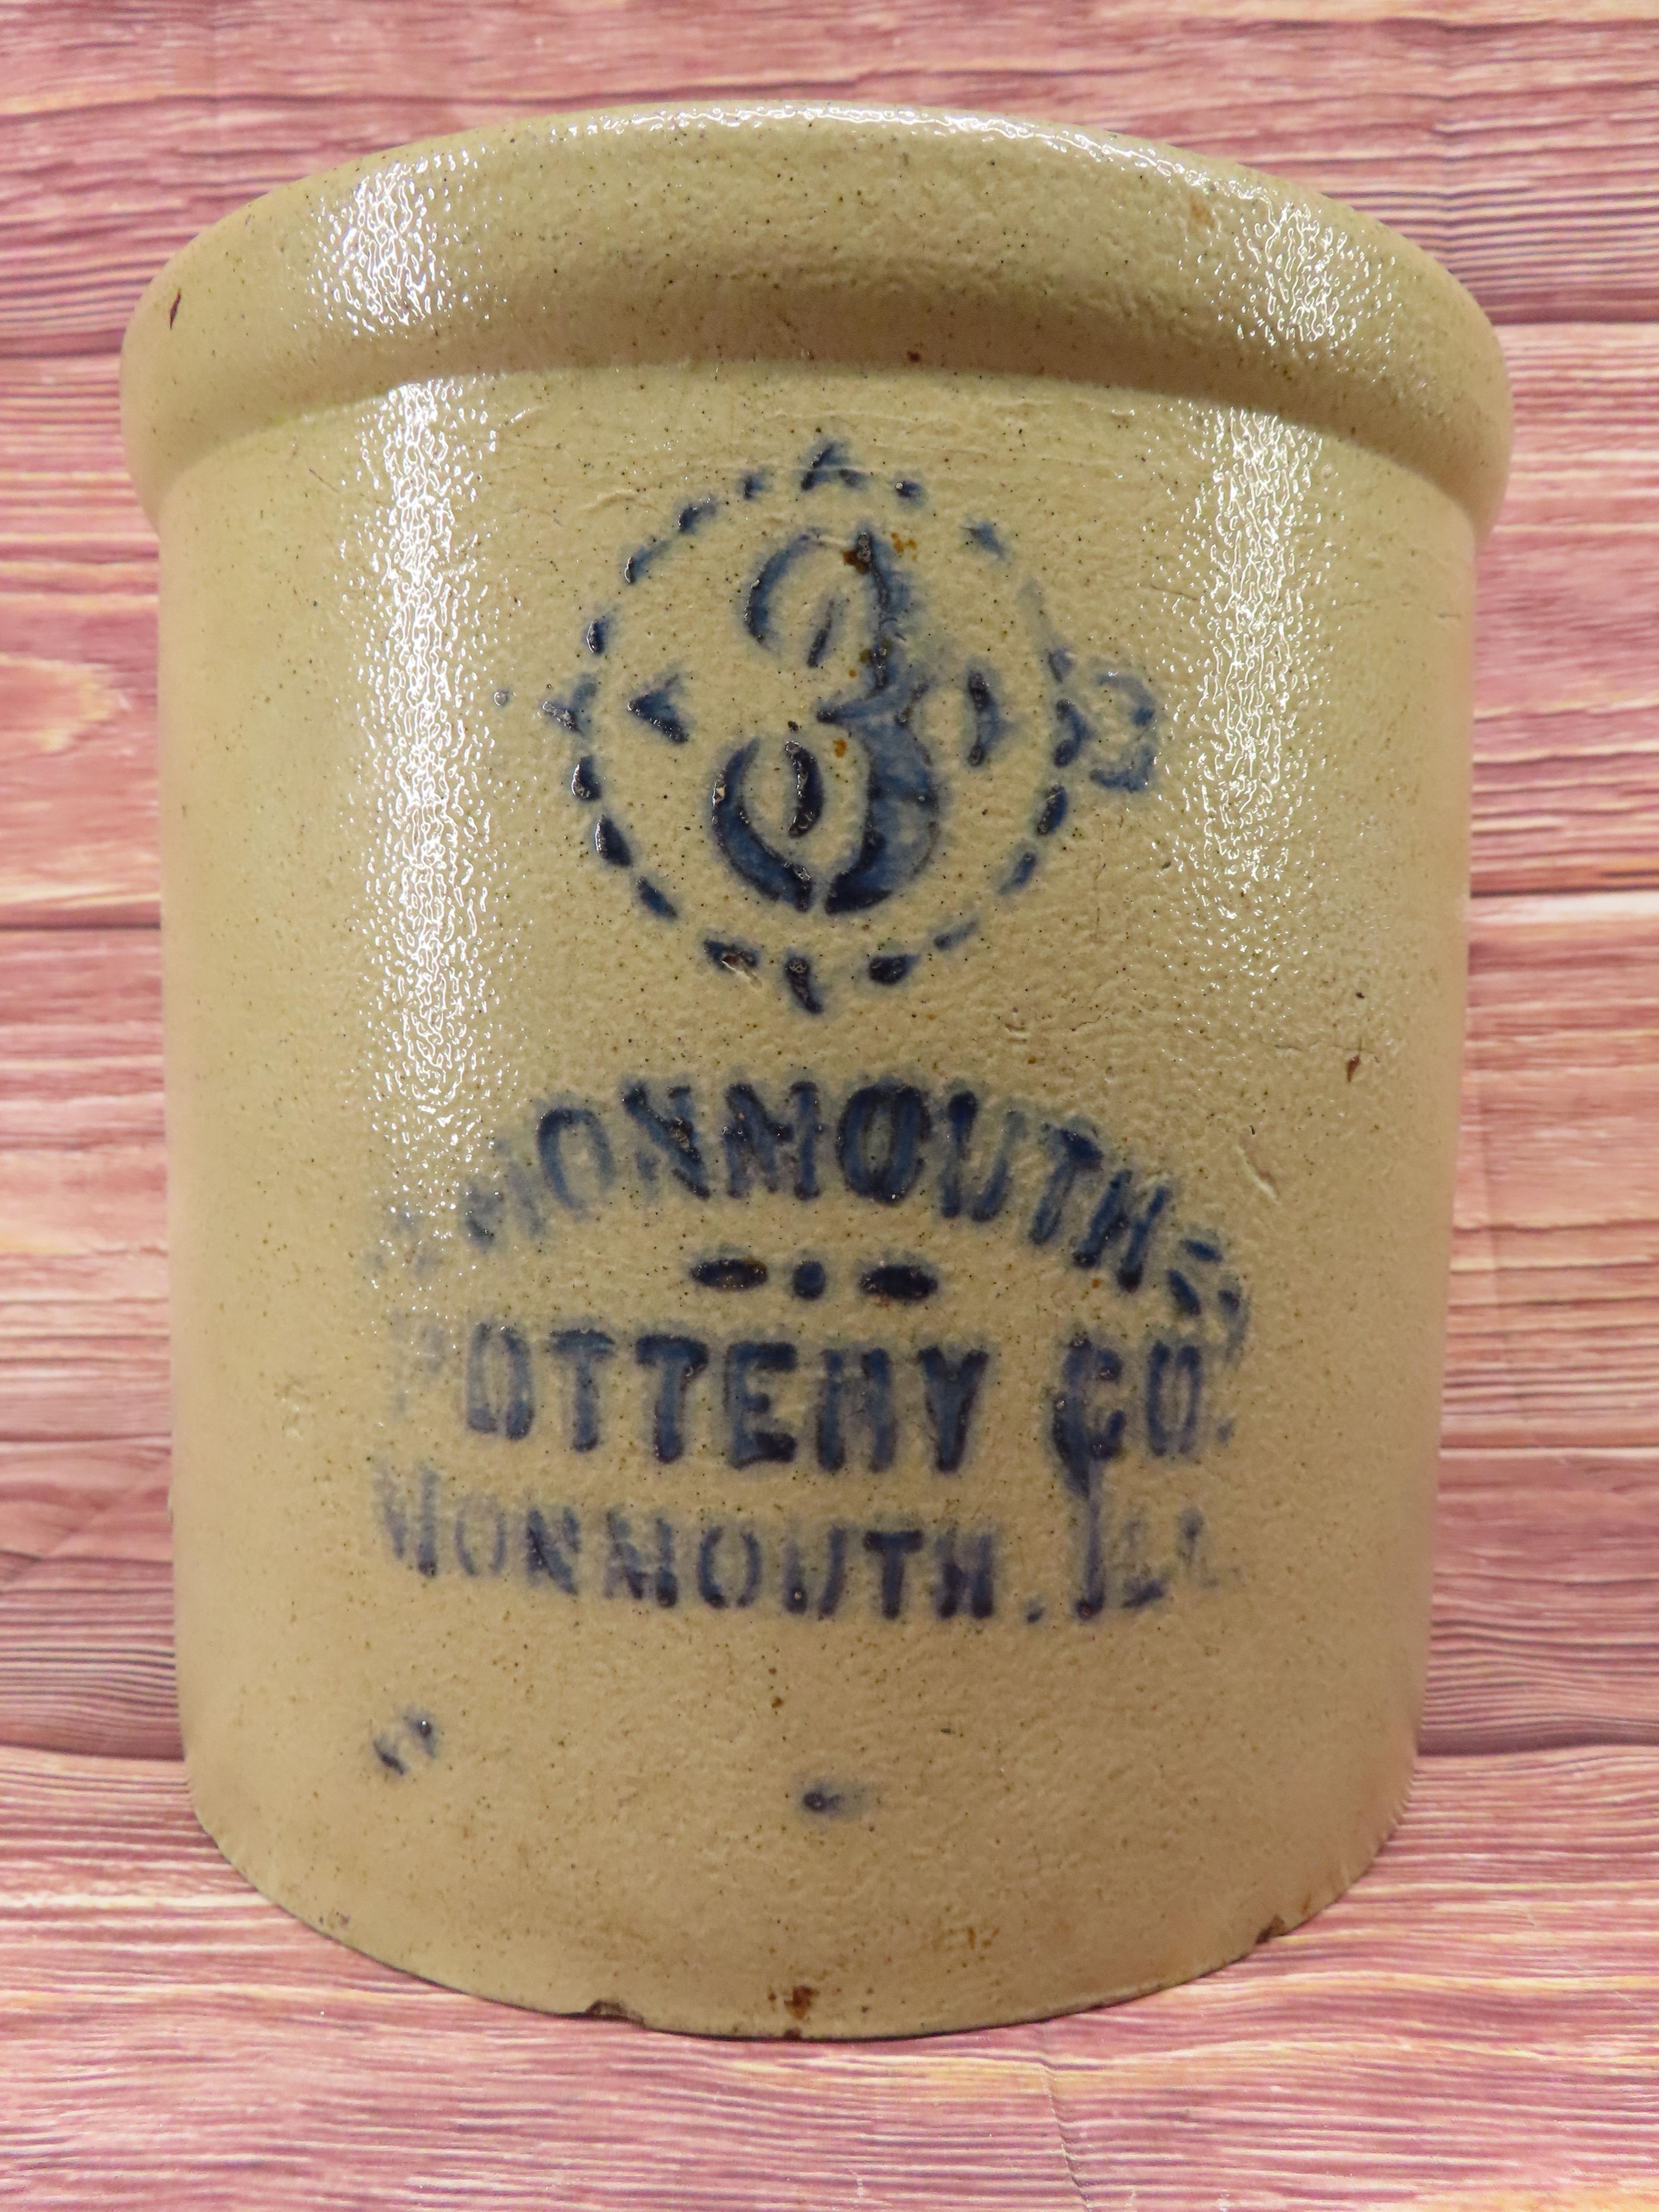 3
MONMOUTH
POTTERY CO.
MONMOUTH. ILL.